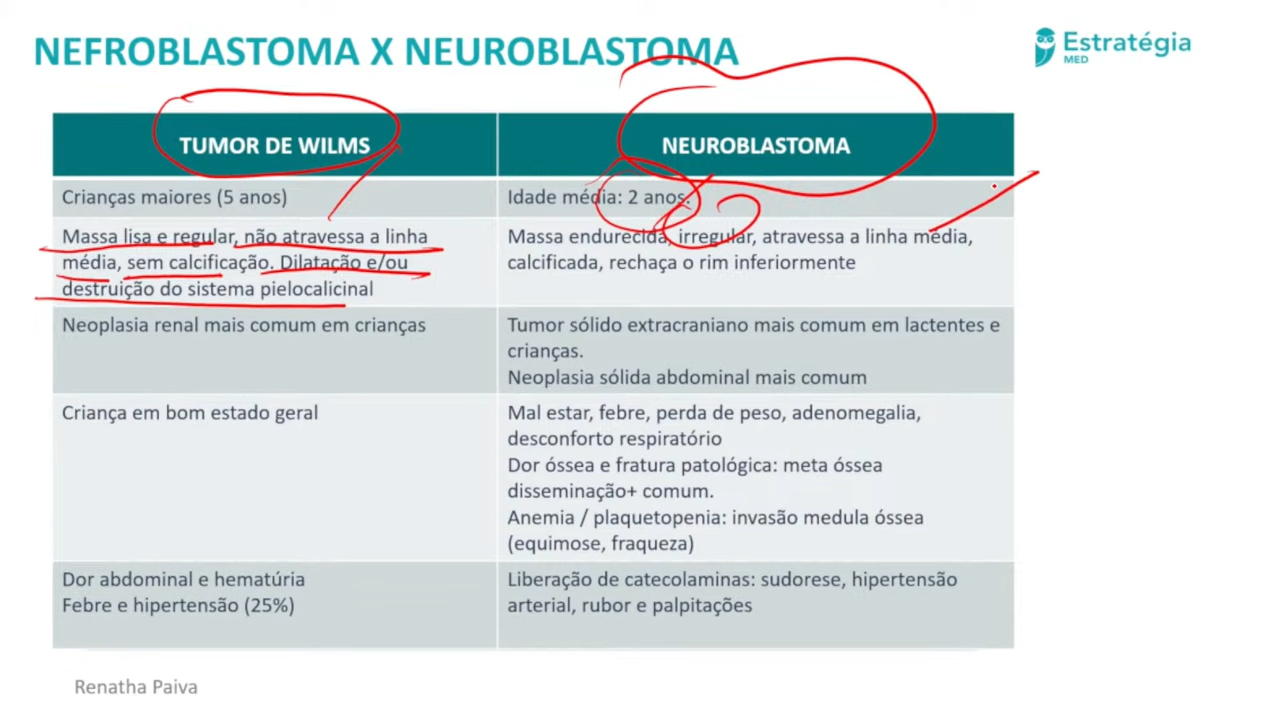 NEFROBLASTOMA X NEUROBLASTOMA
Estratégia
MED
TUMOR DE WILMS
NEUROBLASTOMA
Crianças maiores (5 anos)
Idade média: 2 anos.
Massa lisa e regular, não atravessa a linha
média, sem calcificação. Dilatação e/ou
destruição do sistema pielocalicinal
Massa endurecida, irregular, atravessa a linha média,
calcificada, rechaça o rim inferiormente
Neoplasia renal mais comum em crianças
Tumor sólido extracraniano mais comum em lactentes e
crianças.
Neoplasia sólida abdominal mais comum
Criança em bom estado geral
Mal estar, febre, perda de peso, adenomegalia,
desconforto respiratório
Dor óssea e fratura patológica: meta óssea
disseminação+ comum.
Anemia / plaquetopenia: invasão medula óssea
(equimose, fraqueza)
Dor abdominal e hematúria
Febre e hipertensão (25%)
Liberação de catecolaminas: sudorese, hipertensão
arterial, rubor e palpitações
Renatha Paiva